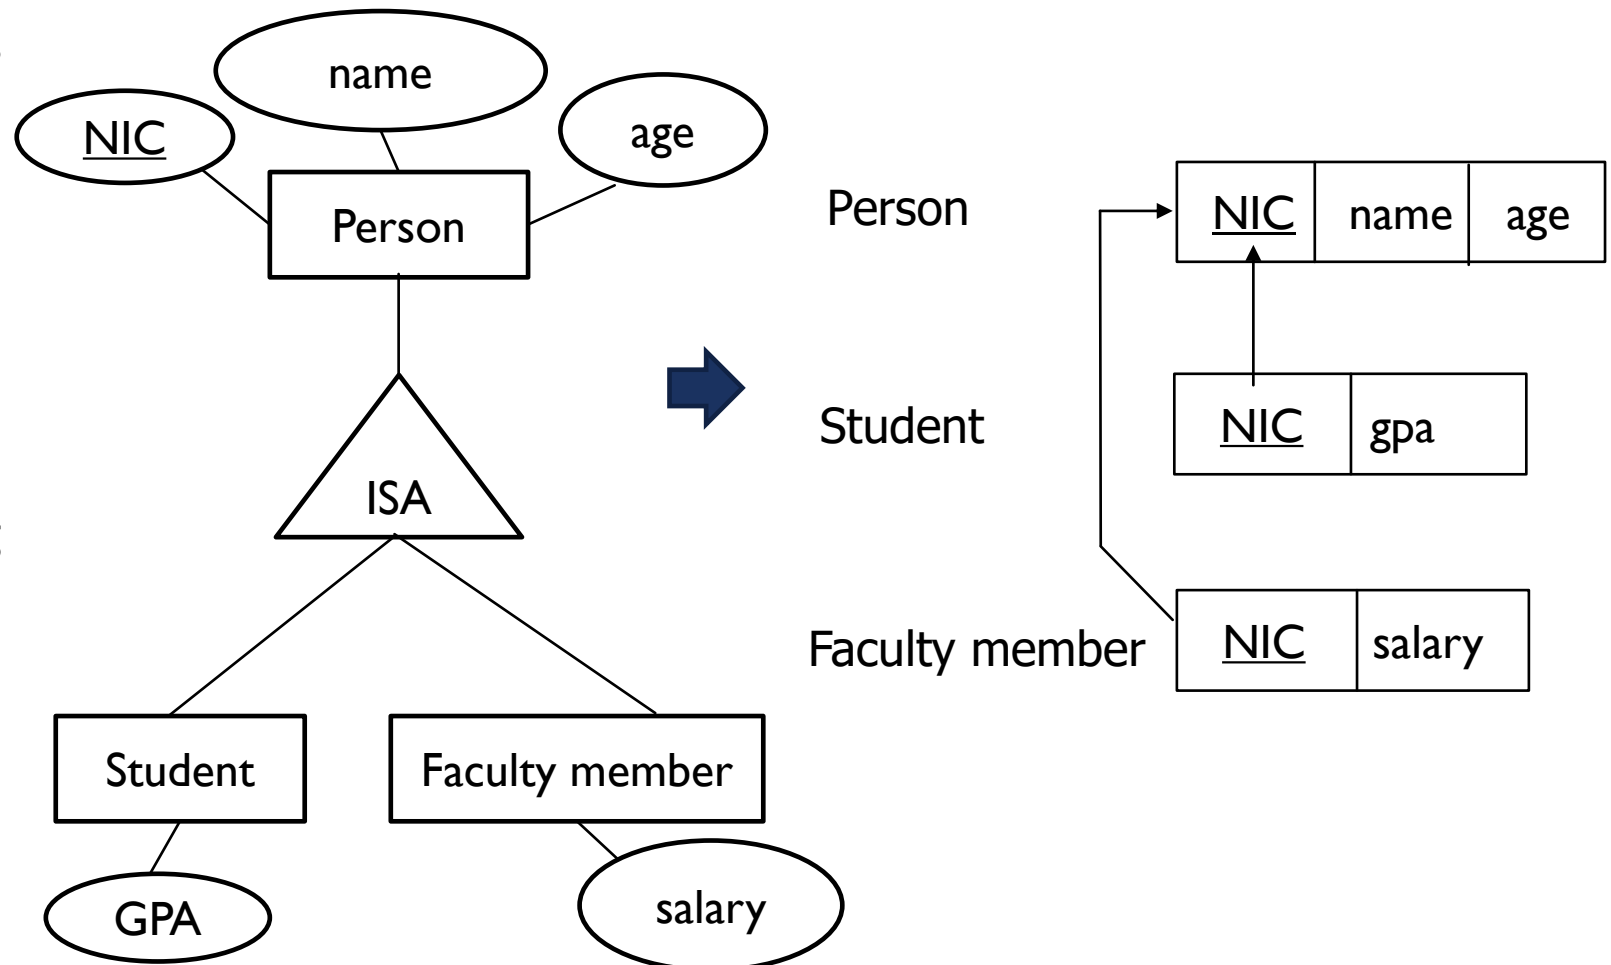 name
NIC
age
Person
ISA
Student
Faculty member
GPA
salary
Person
NIC name age
Student
NIC gpa
Faculty member
NIC salary